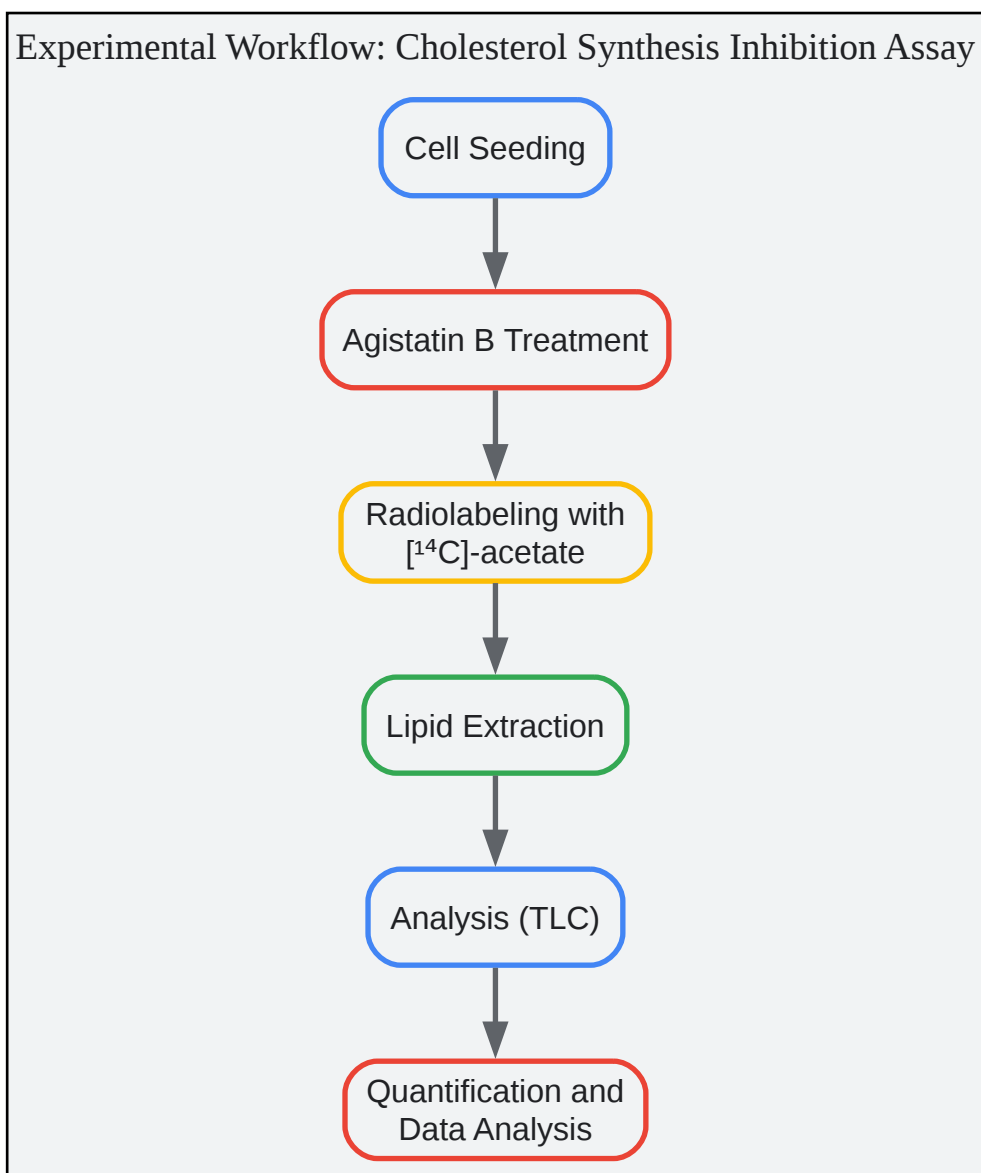 Experimental Workflow: Cholesterol Synthesis Inhibition Assay
Cell Seeding
Agistatin B Treatment
Radiolabeling with
[¹⁴C]-acetate
Lipid Extraction
Analysis (TLC)
Quantification and
Data Analysis